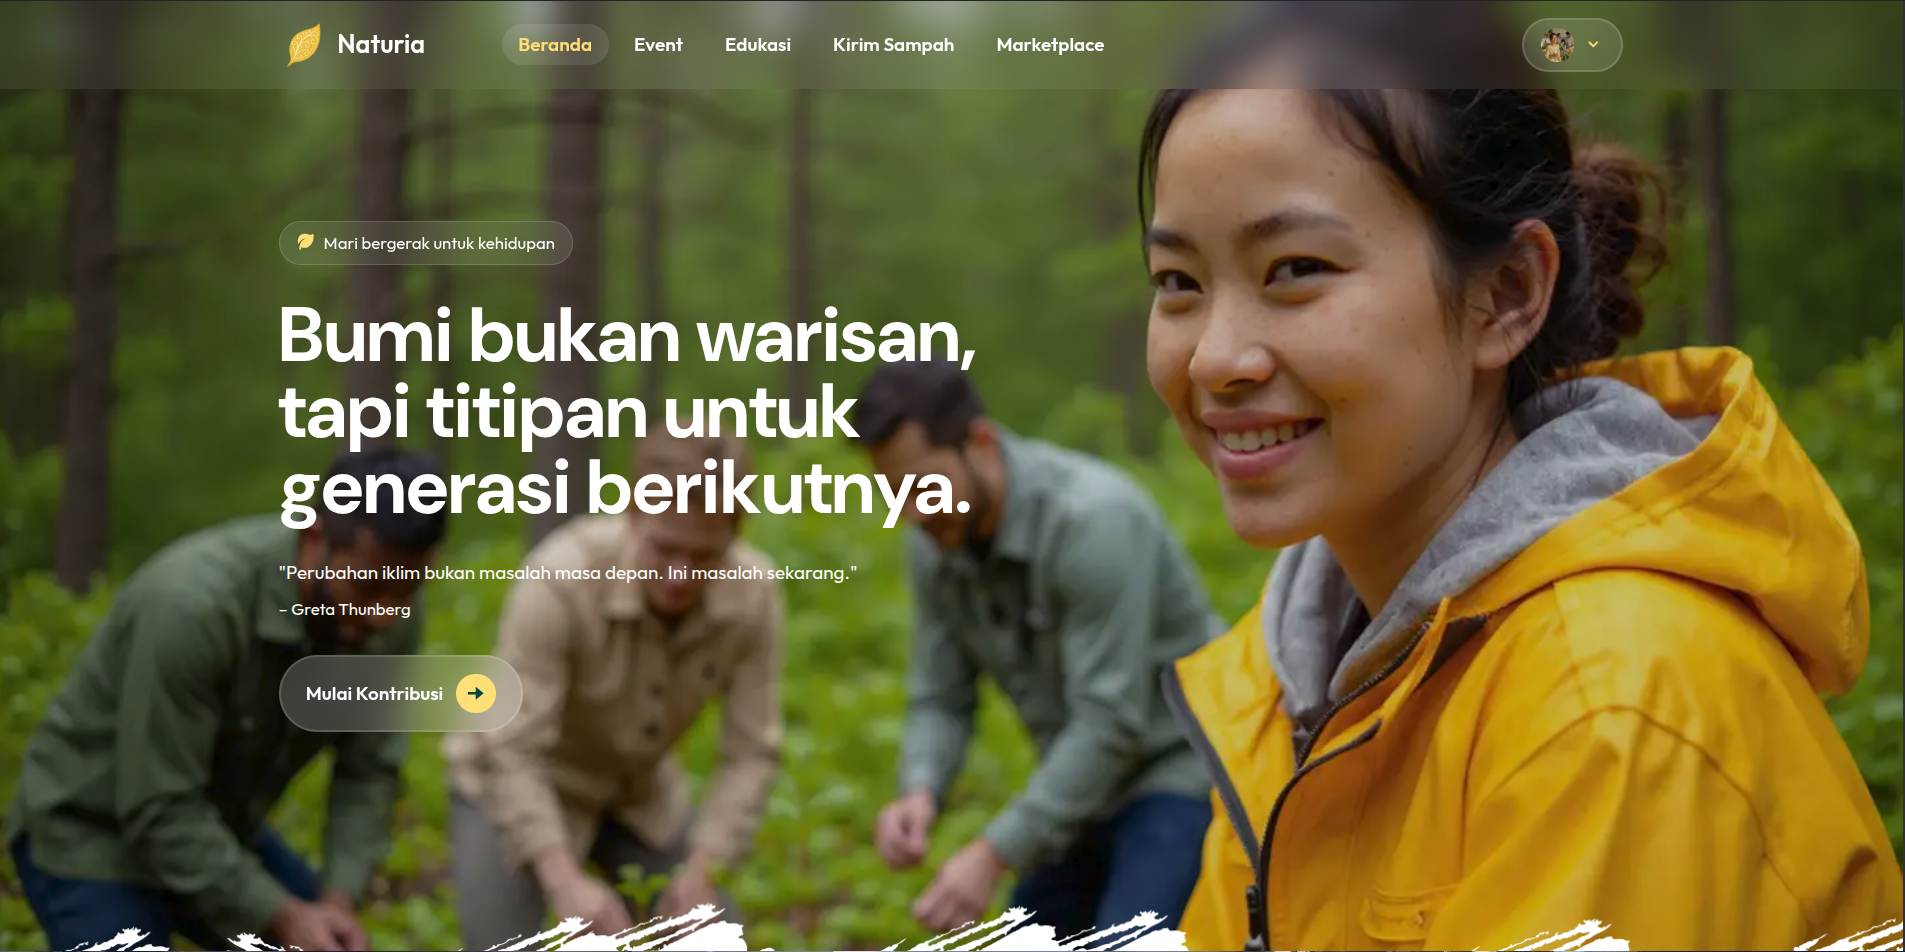 Naturia
Beranda
Event
Edukasi
Kirim Sampah
Marketplace
Mari bergerak untuk kehidupan
Bumi bukan warisan,
tapi titipan untuk
generasi berikutnya.
"Perubahan iklim bukan masalah masa depan. Ini masalah sekarang."
– Greta Thunberg
Mulai Kontribusi